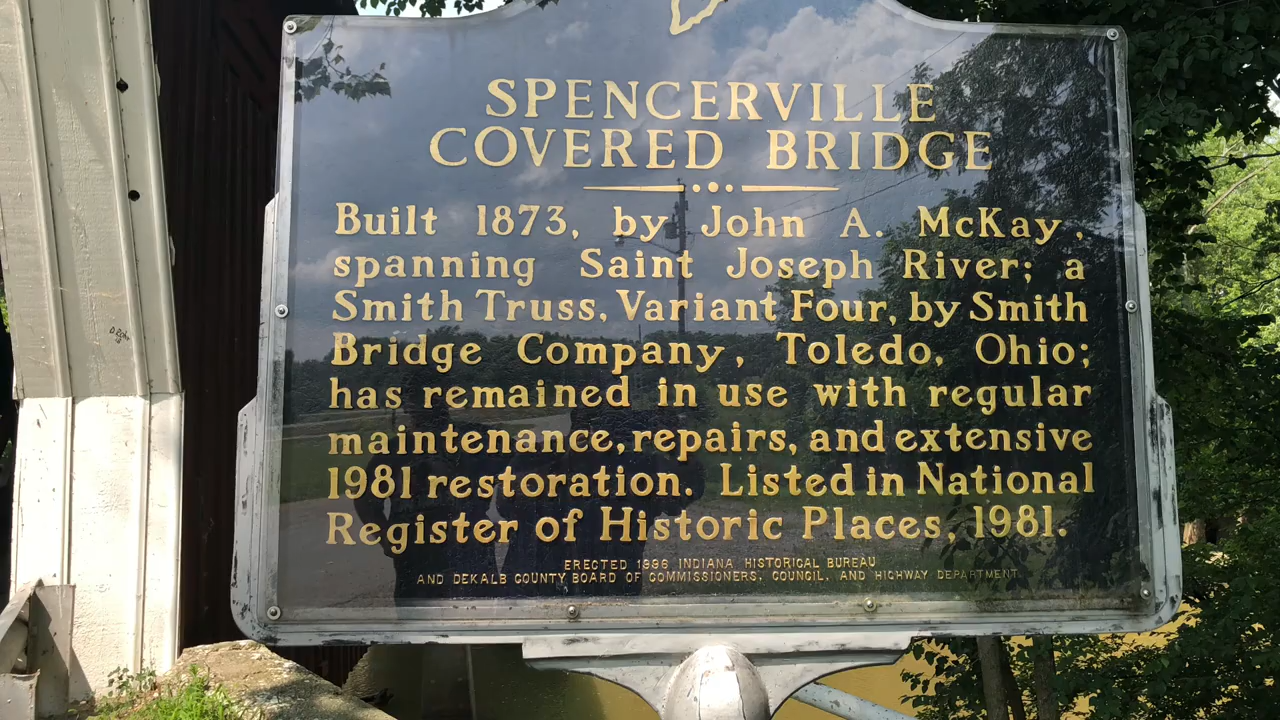 SPENCERVILLE
COVERED BRIDGE
Built 1873, by John A. McKay,
spanning Saint Joseph River; a
Smith Truss, Variant Four, by Smith
Bridge Company, Toledo, Ohio;
has remained in use with regular
maintenance, repairs, and extensive
1981 restoration. Listed in National
Register of Historic Places, 1981.
ERECTED 1996 INDIANA HISTORICAL BUREAU
AND DEKALB COUNTY BOARD OF COMMISSIONERS, COUNCIL, AND HIGHWAY DEPARTMENT